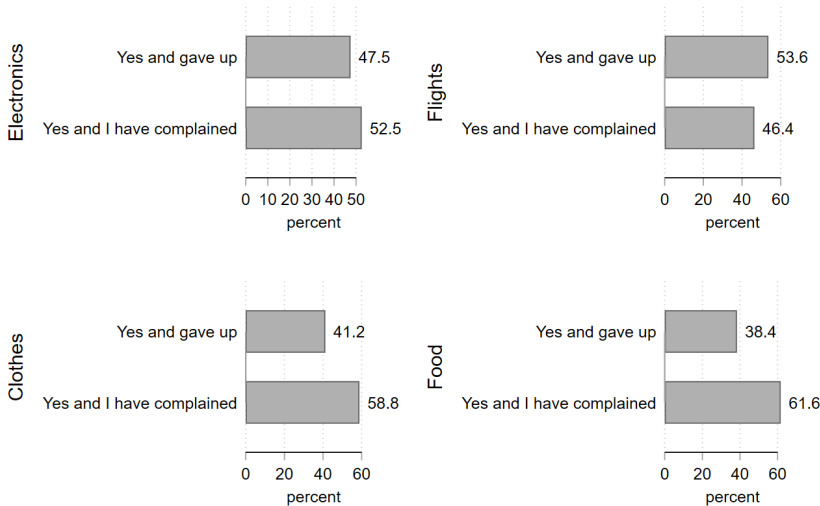 Electronics
Yes and gave up
47.5
Yes and I have complained
52.5
0 10 20 30 40 50
percent
Flights
Yes and gave up
53.6
Yes and I have complained
46.4
0 20 40 60
percent
Clothes
Yes and gave up
41.2
Yes and I have complained
58.8
0 20 40 60
percent
Food
Yes and gave up
38.4
Yes and I have complained
61.6
0 20 40 60
percent